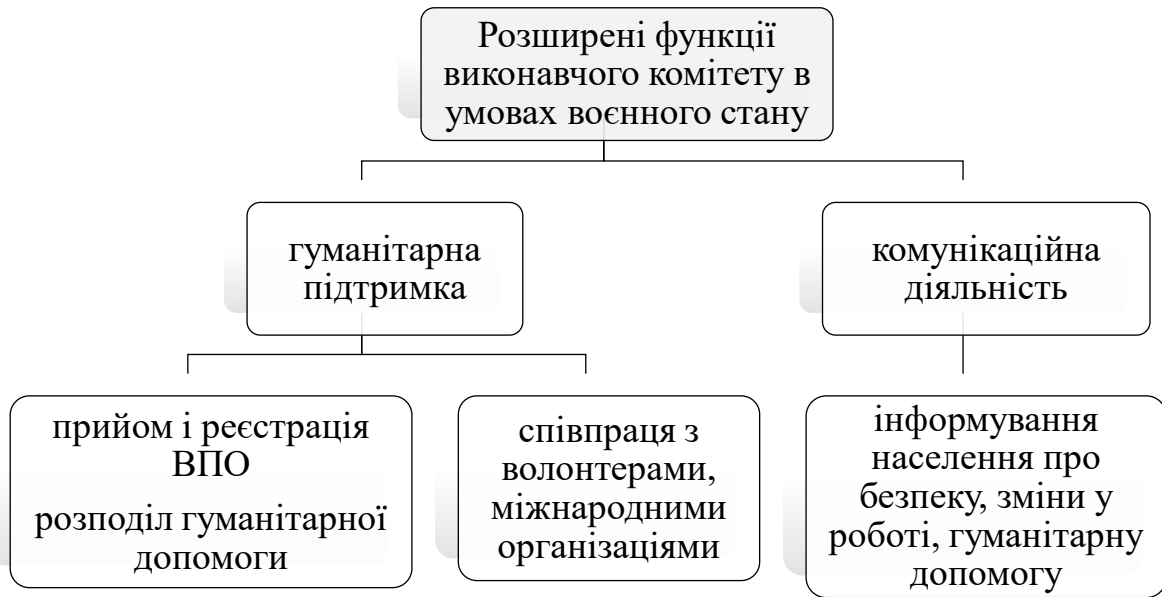 Розширені функції
виконавчого комітету в
умовах воєнного стану
гуманітарна
підтримка
комунікаційна
діяльність
прийом і реєстрація
ВПО
розподіл гуманітарної
допомоги
співпраця з
волонтерами,
міжнародними
організаціями
інформування
населення про
безпеку, зміни у
роботі, гуманітарну
допомогу